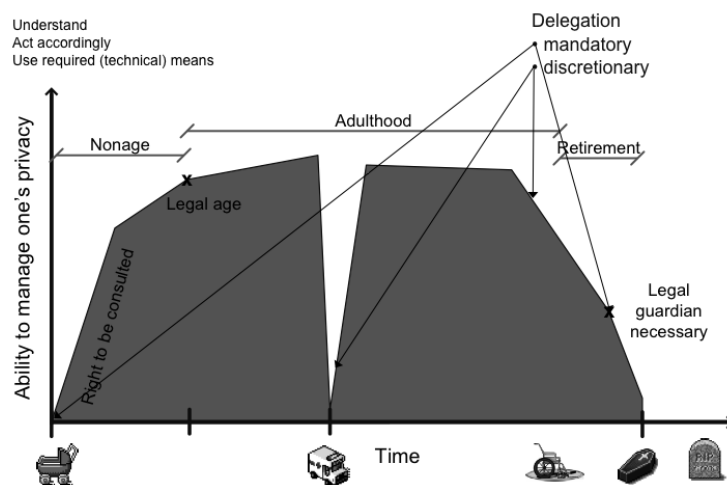 Understand
Act accordingly
Use required (technical) means
Delegation
mandatory
discretionary
Adulthood
Nonage
Retirement
Legal age
Right to be consulted
Ability to manage one's privacy
Legal
guardian
necessary
Time
R.I.P.